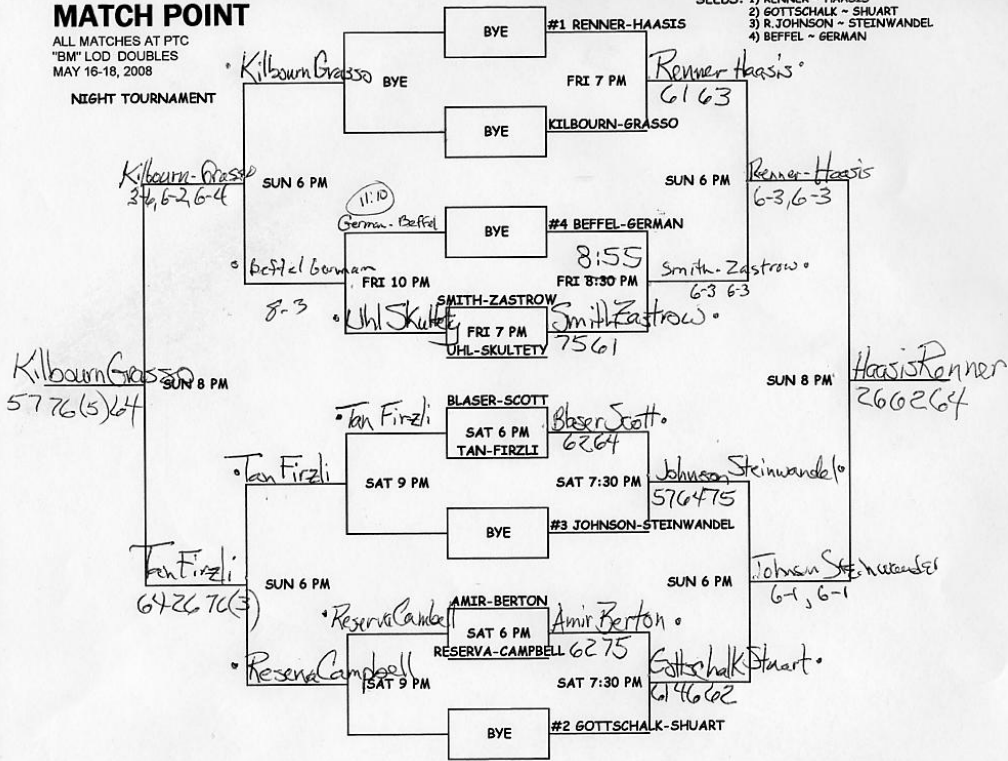 MATCH POINT
ALL MATCHES AT PTC
"BM" LOD DOUBLES
MAY 16-18, 2008
NIGHT TOURNAMENT
2) GOTTSCHALK ~ SHUART
3) R. JOHNSON ~ STEINWANDEL
4) BEFFEL ~ GERMAN
BYE
#1 RENNER-HAASIS
Kilbourn Grasso
BYE
FRI 7 PM
Renner Haasis
61 63
BYE
KILBOURN-GRASSO
Kilbourn-Grasso
3-6, 6-2, 6-4
SUN 6 PM
SUN 6 PM
Renner-Haasis
6-3, 6-3
11:10
German-Beffel
BYE
#4 BEFFEL-GERMAN
8:55
Beffel German
8-3
FRI 10 PM
FRI 8:30 PM
Smith-Zastrow
6-3 6-3
SMITH-ZASTROW
Uhl Skultety
FRI 7 PM
Smith Zastrow
UHL-SKULTETY
75 61
Kilbourn Grasso
57 76(5) 64
SUN 8 PM
SUN 8 PM
Haasis Renner
26 62 64
BLASER-SCOTT
Tan Firzli
SAT 6 PM
Blaser Scott
TAN-FIRZLI
62 64
Tan Firzli
SAT 9 PM
SAT 7:30 PM
Johnson Steinwandel
57 64 75
BYE
#3 JOHNSON-STEINWANDEL
Tan Firzli
64 26 76(3)
SUN 6 PM
SUN 6 PM
Johnson Steinwandel
6-1, 6-1
AMIR-BERTON
Reserva Cambell
SAT 6 PM
Amir Berton
RESERVA-CAMPBELL
62 75
Reserva Campbell
SAT 9 PM
SAT 7:30 PM
Gottschalk Shuart
61 46 62
BYE
#2 GOTTSCHALK-SHUART